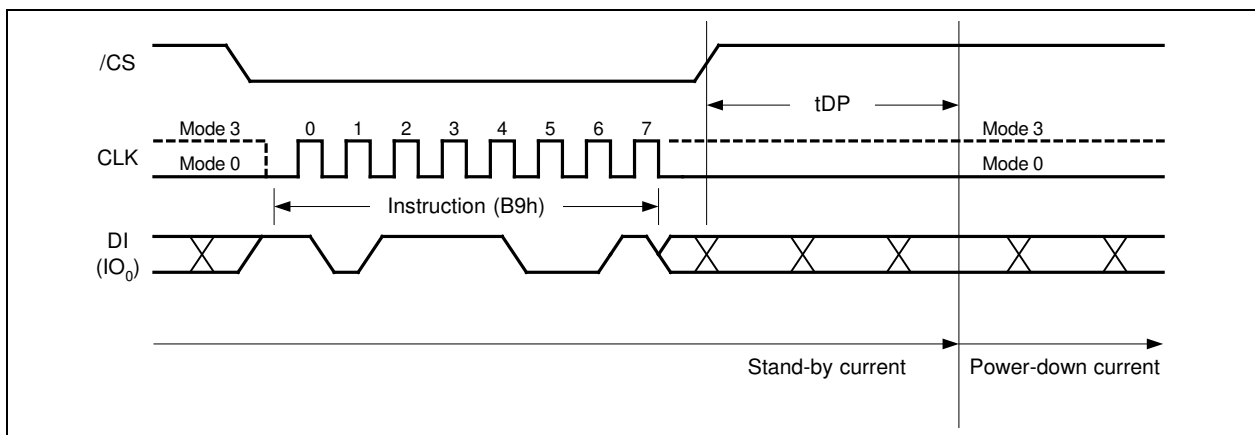 /CS
tDP
Mode 3 0 1 2 3 4 5 6 7 Mode 3
CLK
Mode 0 Mode 0
Instruction (B9h)
DI
(IO₀)
Stand-by current Power-down current